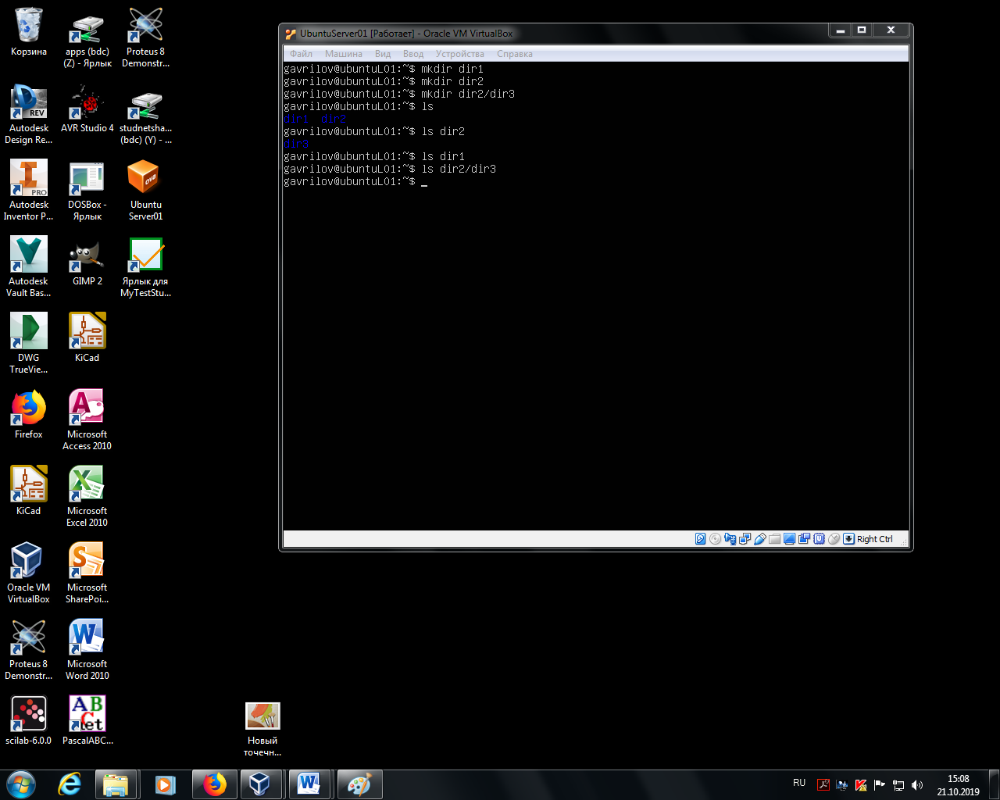 Корзина
apps (bdc)
(Z) - Ярлык
Proteus 8
Demonstr...
REV
Autodesk
Design Re...
AVR Studio 4
studnetsha...
(bdc) (Y) - ...
PRO
Autodesk
Inventor P...
DOSBox -
Ярлык
ova
Ubuntu
Server01
Autodesk
Vault Bas...
GIMP 2
Ярлык для
MyTestStu...
DWG
TrueVie...
KiCad
Firefox
Microsoft
Access 2010
KiCad
Microsoft
Excel 2010
Oracle VM
VirtualBox
Microsoft
SharePoi...
Proteus 8
Demonstr...
Microsoft
Word 2010
scilab-6.0.0
PascalABC...
Новый
точечн...
UbuntuServer01 [Работает] - Oracle VM VirtualBox
Файл Машина Вид Ввод Устройства Справка
gavrilov@ubuntuL01:~$ mkdir dir1
gavrilov@ubuntuL01:~$ mkdir dir2
gavrilov@ubuntuL01:~$ mkdir dir2/dir3
gavrilov@ubuntuL01:~$ ls
dir1 dir2
gavrilov@ubuntuL01:~$ ls dir2
dir3
gavrilov@ubuntuL01:~$ ls dir1
gavrilov@ubuntuL01:~$ ls dir2/dir3
gavrilov@ubuntuL01:~$ _
Right Ctrl
RU
15:08
21.10.2019